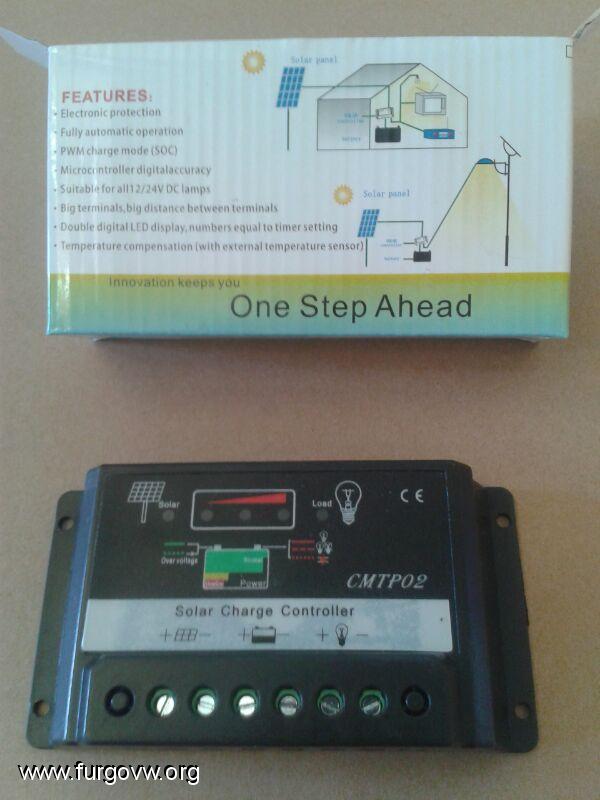 Solar panel
FEATURES:
• Electronic protection
• Fully automatic operation
• PWM charge mode (SOC)
• Microcontroller digitalaccuracy
• Suitable for all12/24V DC lamps
• Big terminals,big distance between terminals
• Double digital LED display, numbers equal to timer setting
• Temperature compensation (with external temperature sensor)
battery
Solar panel
battery
Innovation keeps you
One Step Ahead
Solar
Load
CE
Over voltage
Power
CMTP02
Solar Charge Controller
+ - + - + -
www.furgovw.org